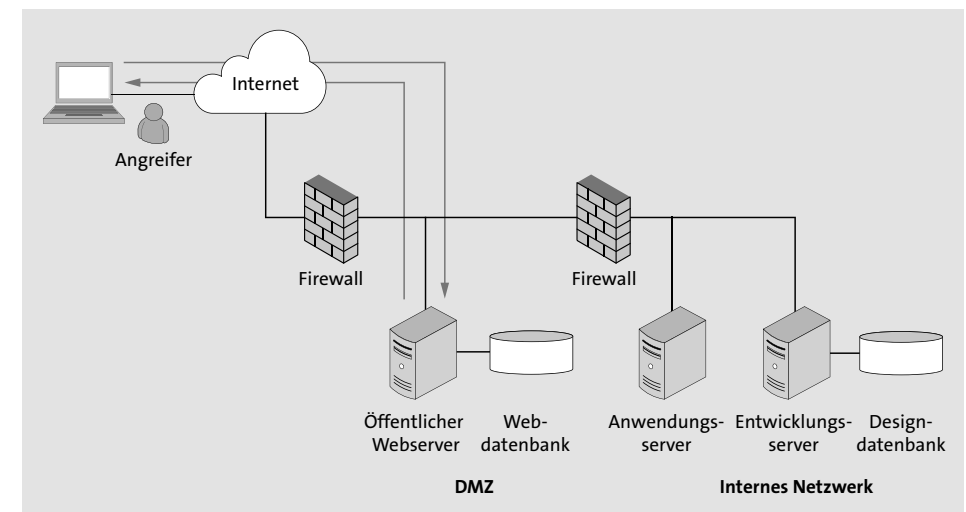 Internet
Angreifer
Firewall
Firewall
Öffentlicher
Webserver
Web-
datenbank
Anwendungs-
server
Entwicklungs-
server
Design-
datenbank
DMZ
Internes Netzwerk